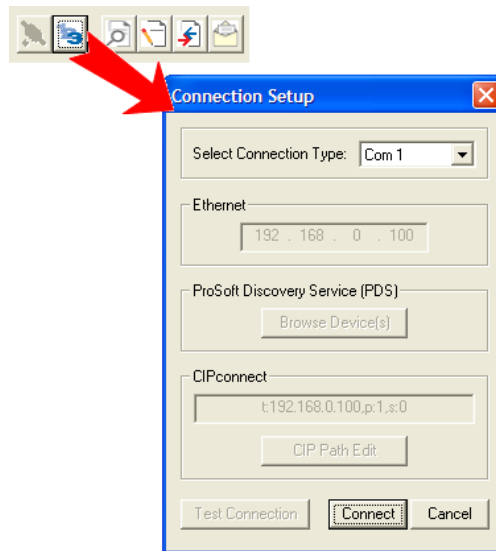 Connection Setup
Select Connection Type: Com 1
Ethernet
192 . 168 . 0 . 100
ProSoft Discovery Service (PDS)
Browse Device(s)
CIPconnect
t:192.168.0.100,p:1,s:0
CIP Path Edit
Test Connection Connect Cancel